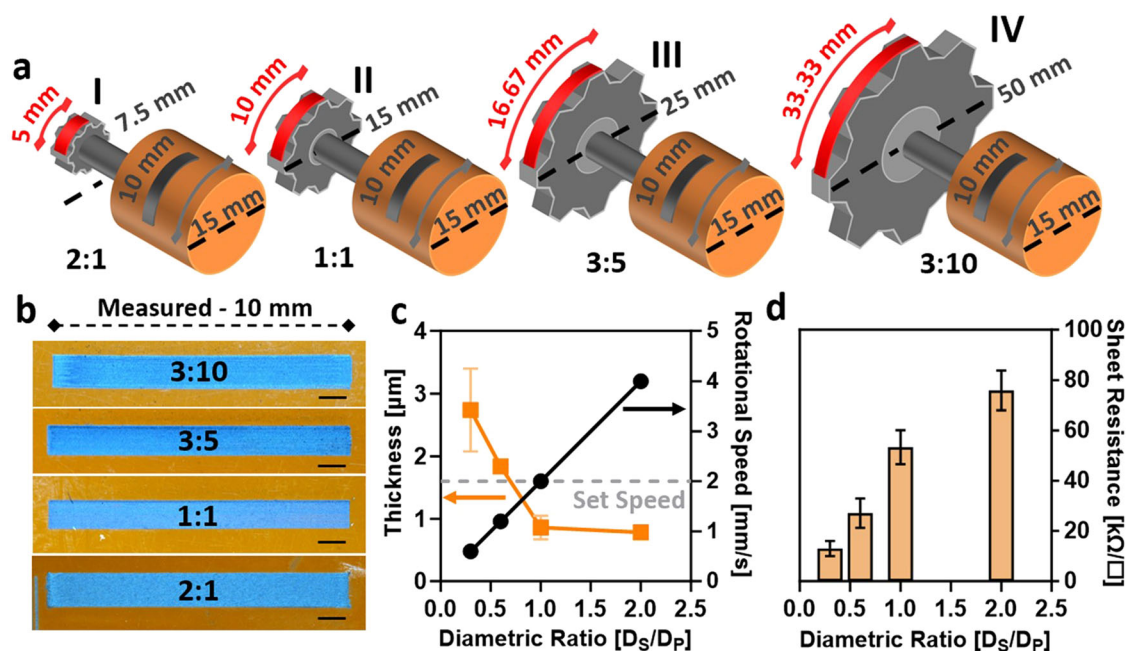 a
I
II
III
IV
5 mm
7.5 mm
10 mm
15 mm
2:1
10 mm
15 mm
10 mm
15 mm
1:1
16.67 mm
25 mm
10 mm
15 mm
3:5
33.33 mm
50 mm
10 mm
15 mm
3:10
b
Measured - 10 mm
3:10
3:5
1:1
2:1
c
Thickness [µm]
4
3
2
1
0
Set Speed
5
4
3
2
1
0
Rotational Speed [mm/s]
0.0 0.5 1.0 1.5 2.0 2.5
Diametric Ratio [DS/DP]
d
100
80
60
40
20
0
Sheet Resistance [kΩ/□]
0.0 0.5 1.0 1.5 2.0 2.5
Diametric Ratio [DS/DP]